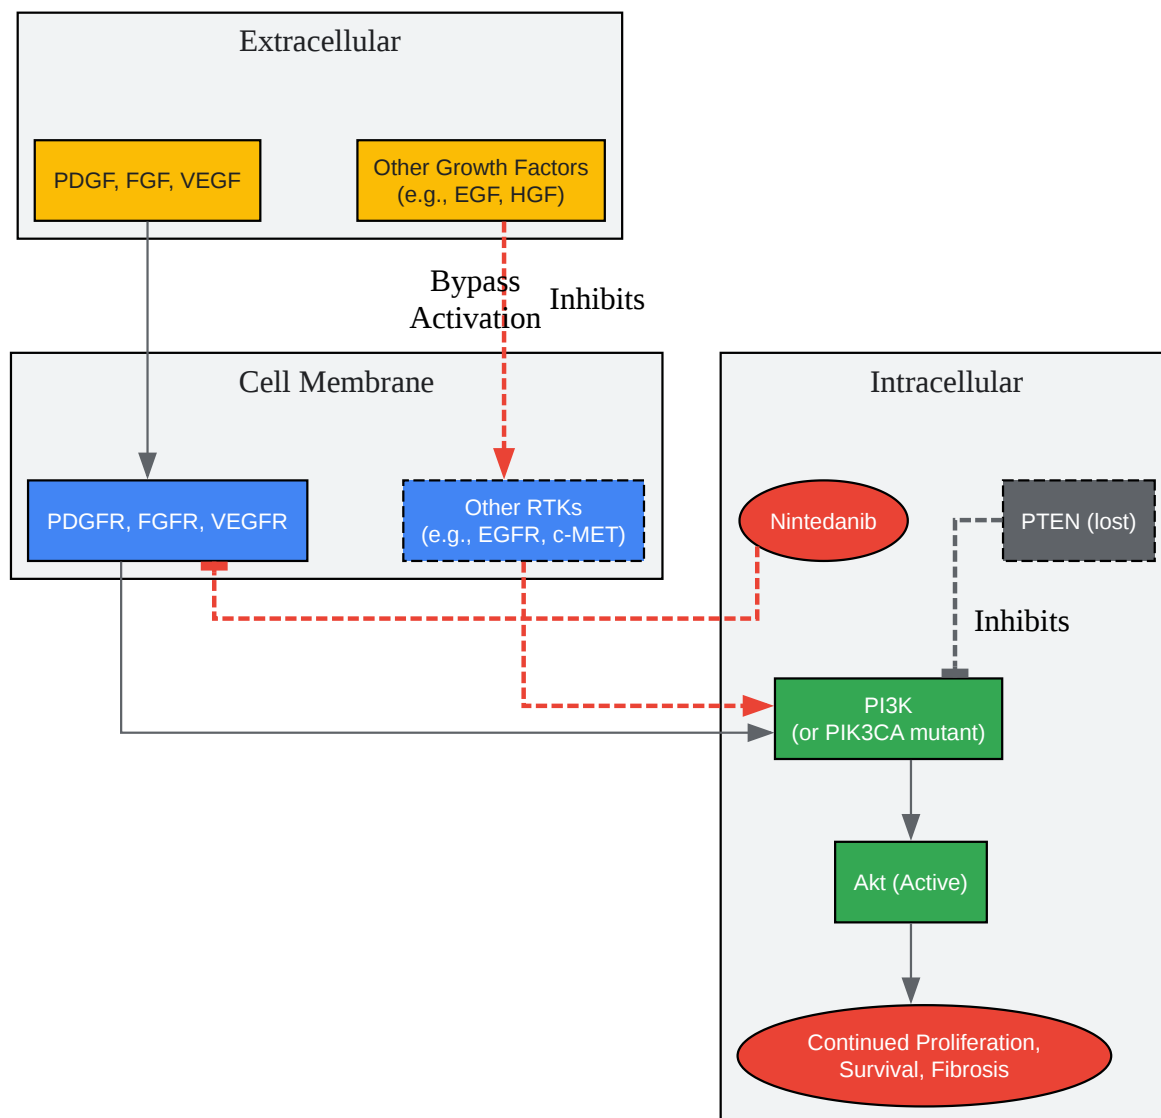 Extracellular
PDGF, FGF, VEGF
Other Growth Factors
(e.g., EGF, HGF)
Bypass
Activation
Inhibits
Cell Membrane
Intracellular
PDGFR, FGFR, VEGFR
Other RTKs
(e.g., EGFR, c-MET)
Nintedanib
PTEN (lost)
Inhibits
PI3K
(or PIK3CA mutant)
Akt (Active)
Continued Proliferation,
Survival, Fibrosis